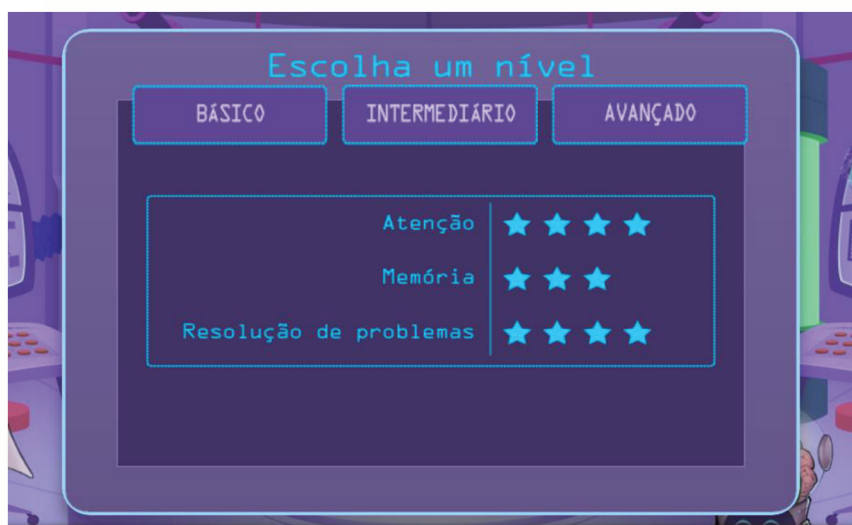 Escolha um nível
BÁSICO INTERMEDIÁRIO AVANÇADO
Atenção
Memória
Resolução de problemas